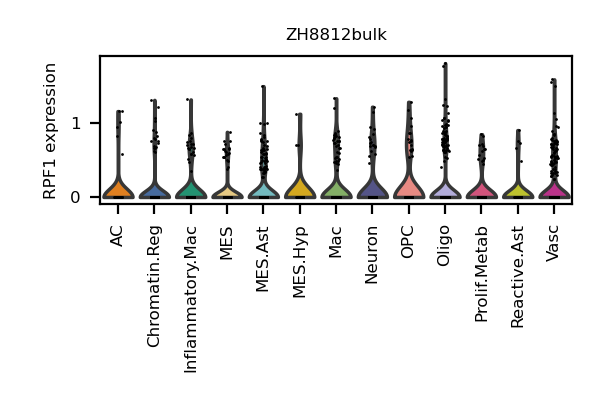 ZH8812bulk
RPF1 expression
1
0
AC
Chromatin.Reg
Inflammatory.Mac
MES
MES.Ast
MES.Hyp
Mac
Neuron
OPC
Oligo
Prolif.Metab
Reactive.Ast
Vasc